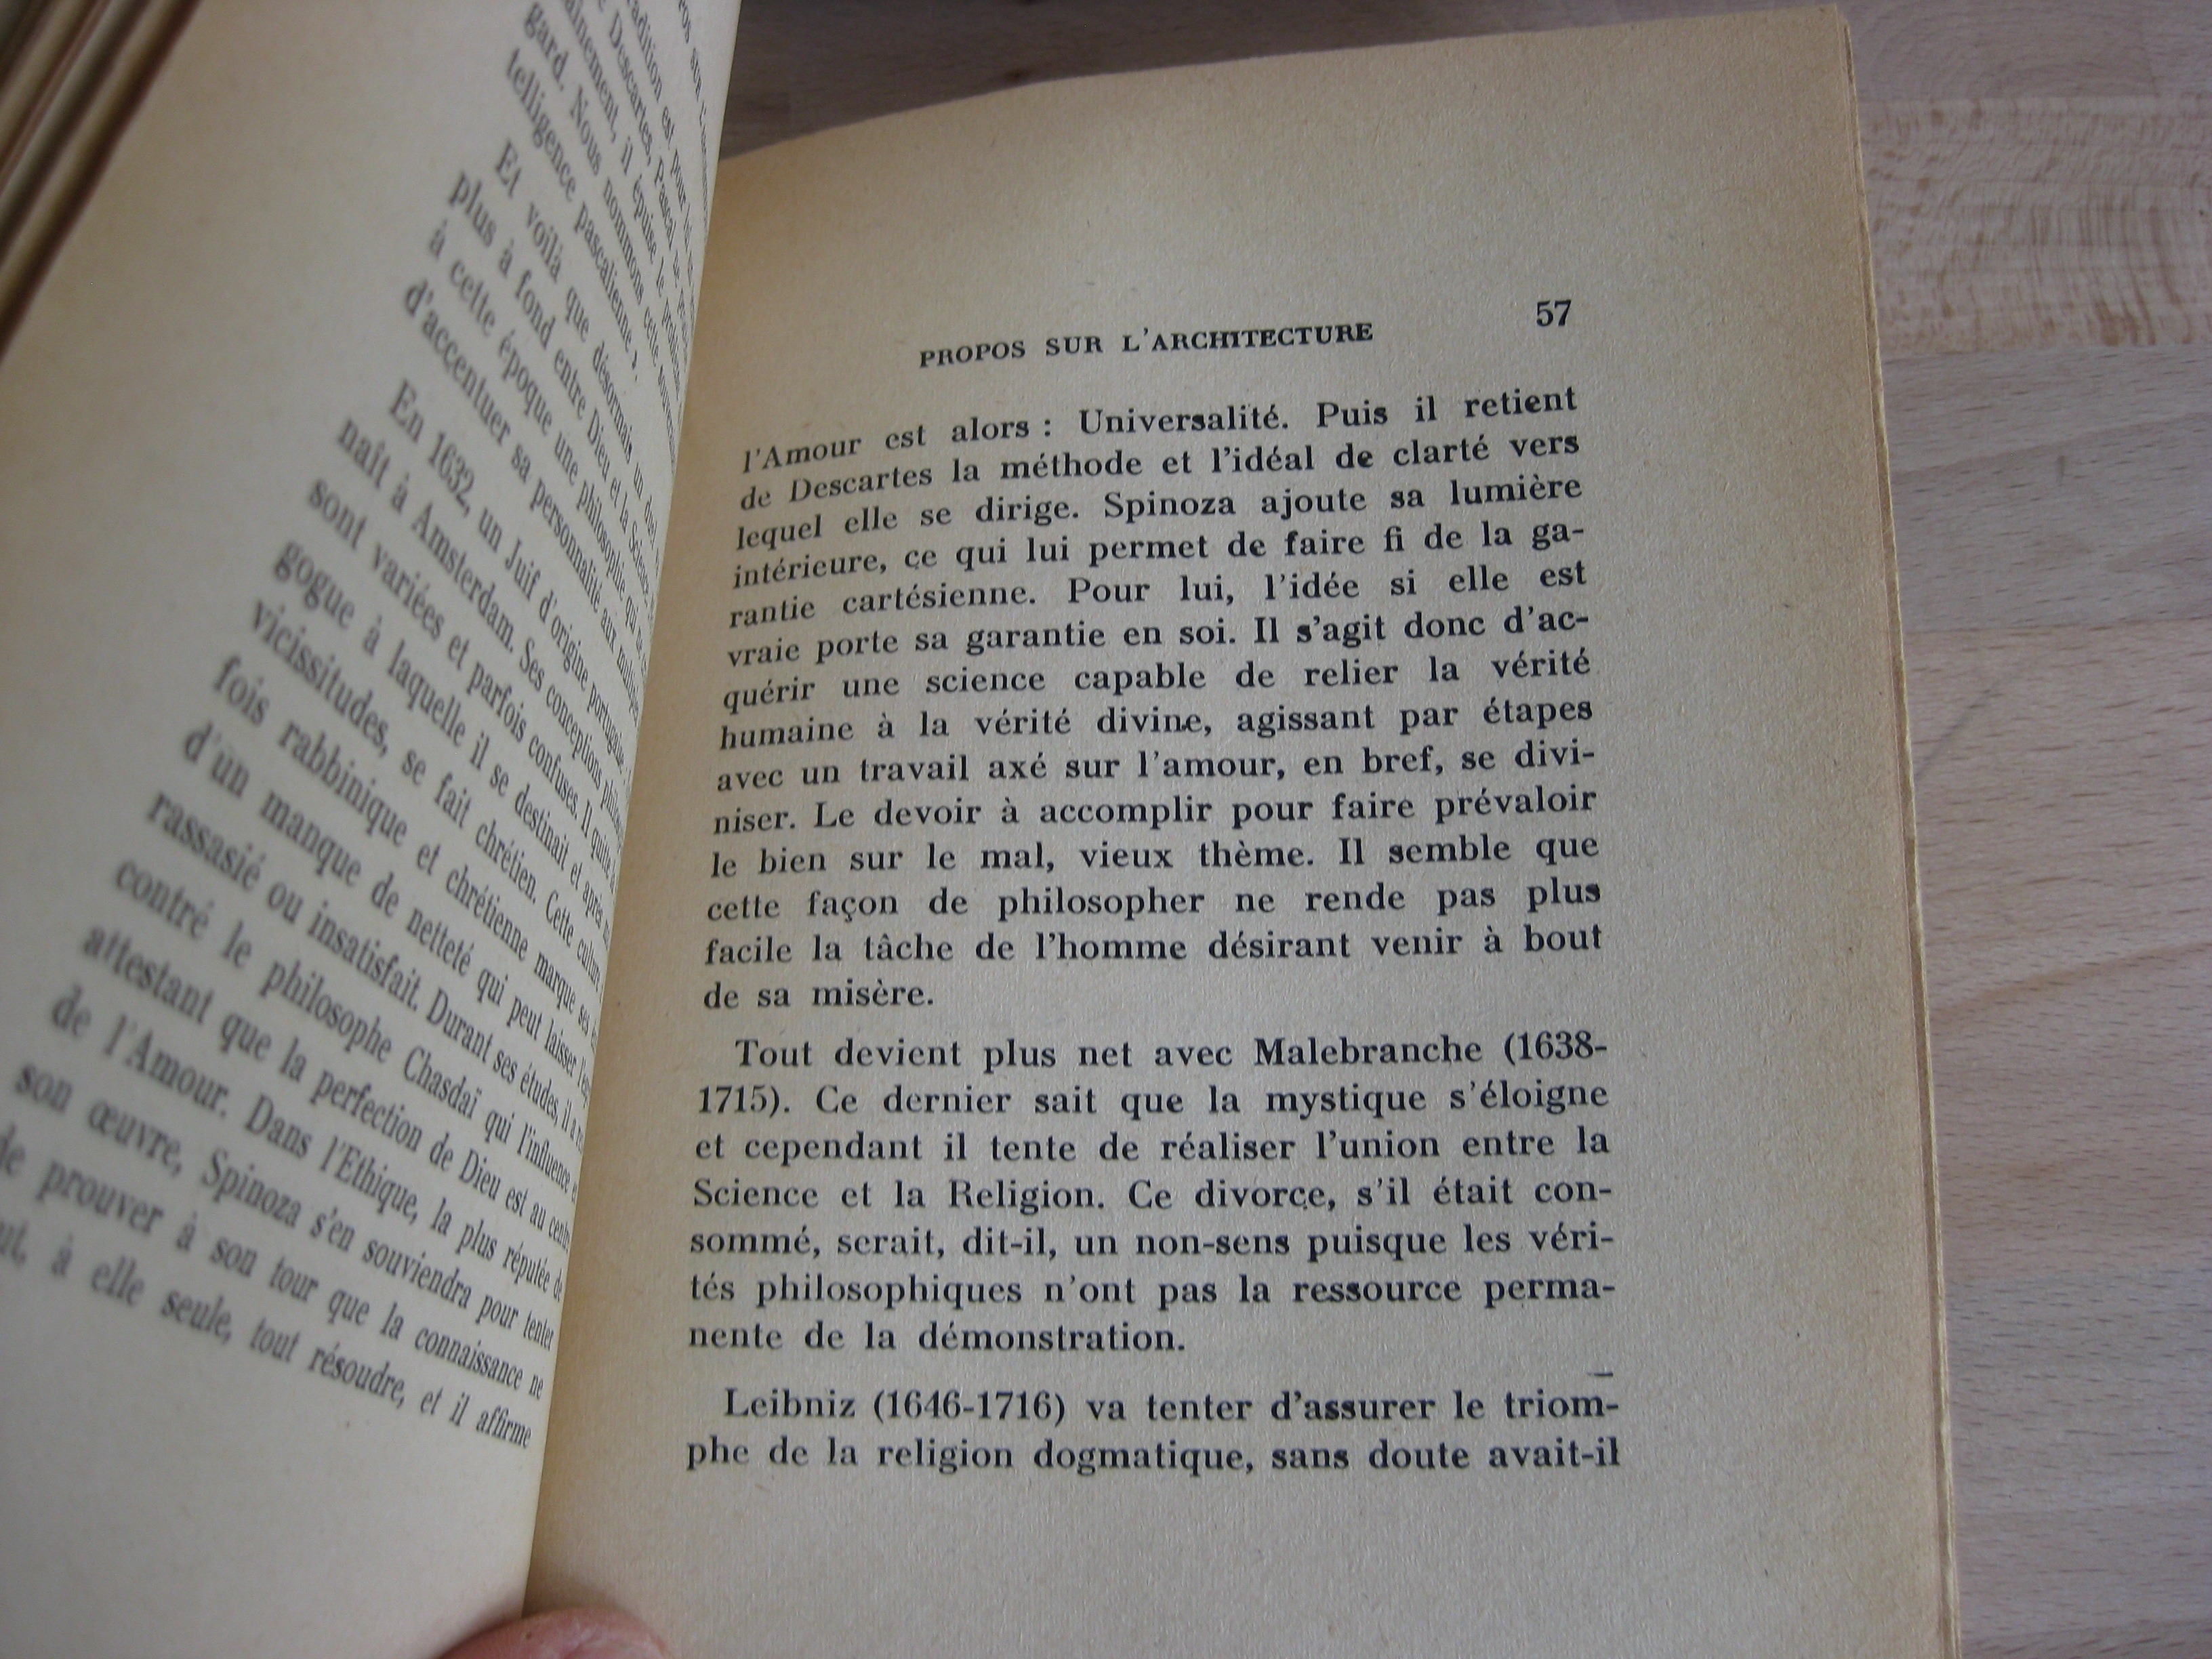 telligence pascalienne ».
Et voilà que désormais un
plus à fond entre Dieu et la Science
à cette époque une philosophie qui
d'accentuer sa personnalité aux
En 1632, un Juif d'origine portugaise
naît à Amsterdam. Ses conceptions
sont variées et parfois confuses. Il quitte
gogue à laquelle il se destinait et après
vicissitudes, se fait chrétien. Cette culture
fois rabbinique et chrétienne marque ses
d'un manque de netteté qui peut laisser
rassasié ou insatisfait. Durant ses études, il a
contré le philosophe Chasdaï qui l'influence
attestant que la perfection de Dieu est au
de l'Amour. Dans l'Ethique, la plus réputée de
son œuvre, Spinoza s'en souviendra pour tenter
de prouver à son tour que la connaissance ne
à elle seule, tout résoudre, et il affirme
PROPOS SUR L'ARCHITECTURE 57
l'Amour est alors : Universalité. Puis il retient
de Descartes la méthode et l'idéal de clarté vers
lequel elle se dirige. Spinoza ajoute sa lumière
intérieure, ce qui lui permet de faire fi de la ga-
rantie cartésienne. Pour lui, l'idée si elle est
vraie porte sa garantie en soi. Il s'agit donc d'ac-
quérir une science capable de relier la vérité
humaine à la vérité divine, agissant par étapes
avec un travail axé sur l'amour, en bref, se divi-
niser. Le devoir à accomplir pour faire prévaloir
le bien sur le mal, vieux thème. Il semble que
cette façon de philosopher ne rende pas plus
facile la tâche de l'homme désirant venir à bout
de sa misère.
Tout devient plus net avec Malebranche (1638-
1715). Ce dernier sait que la mystique s'éloigne
et cependant il tente de réaliser l'union entre la
Science et la Religion. Ce divorce, s'il était con-
sommé, serait, dit-il, un non-sens puisque les véri-
tés philosophiques n'ont pas la ressource perma-
nente de la démonstration.
Leibniz (1646-1716) va tenter d'assurer le triom-
phe de la religion dogmatique, sans doute avait-il